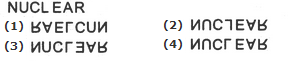 NUCLEAR
(1) RAELCUN (2) NUCLEAR
(3) NUCLEAR (4) NUCLEAR